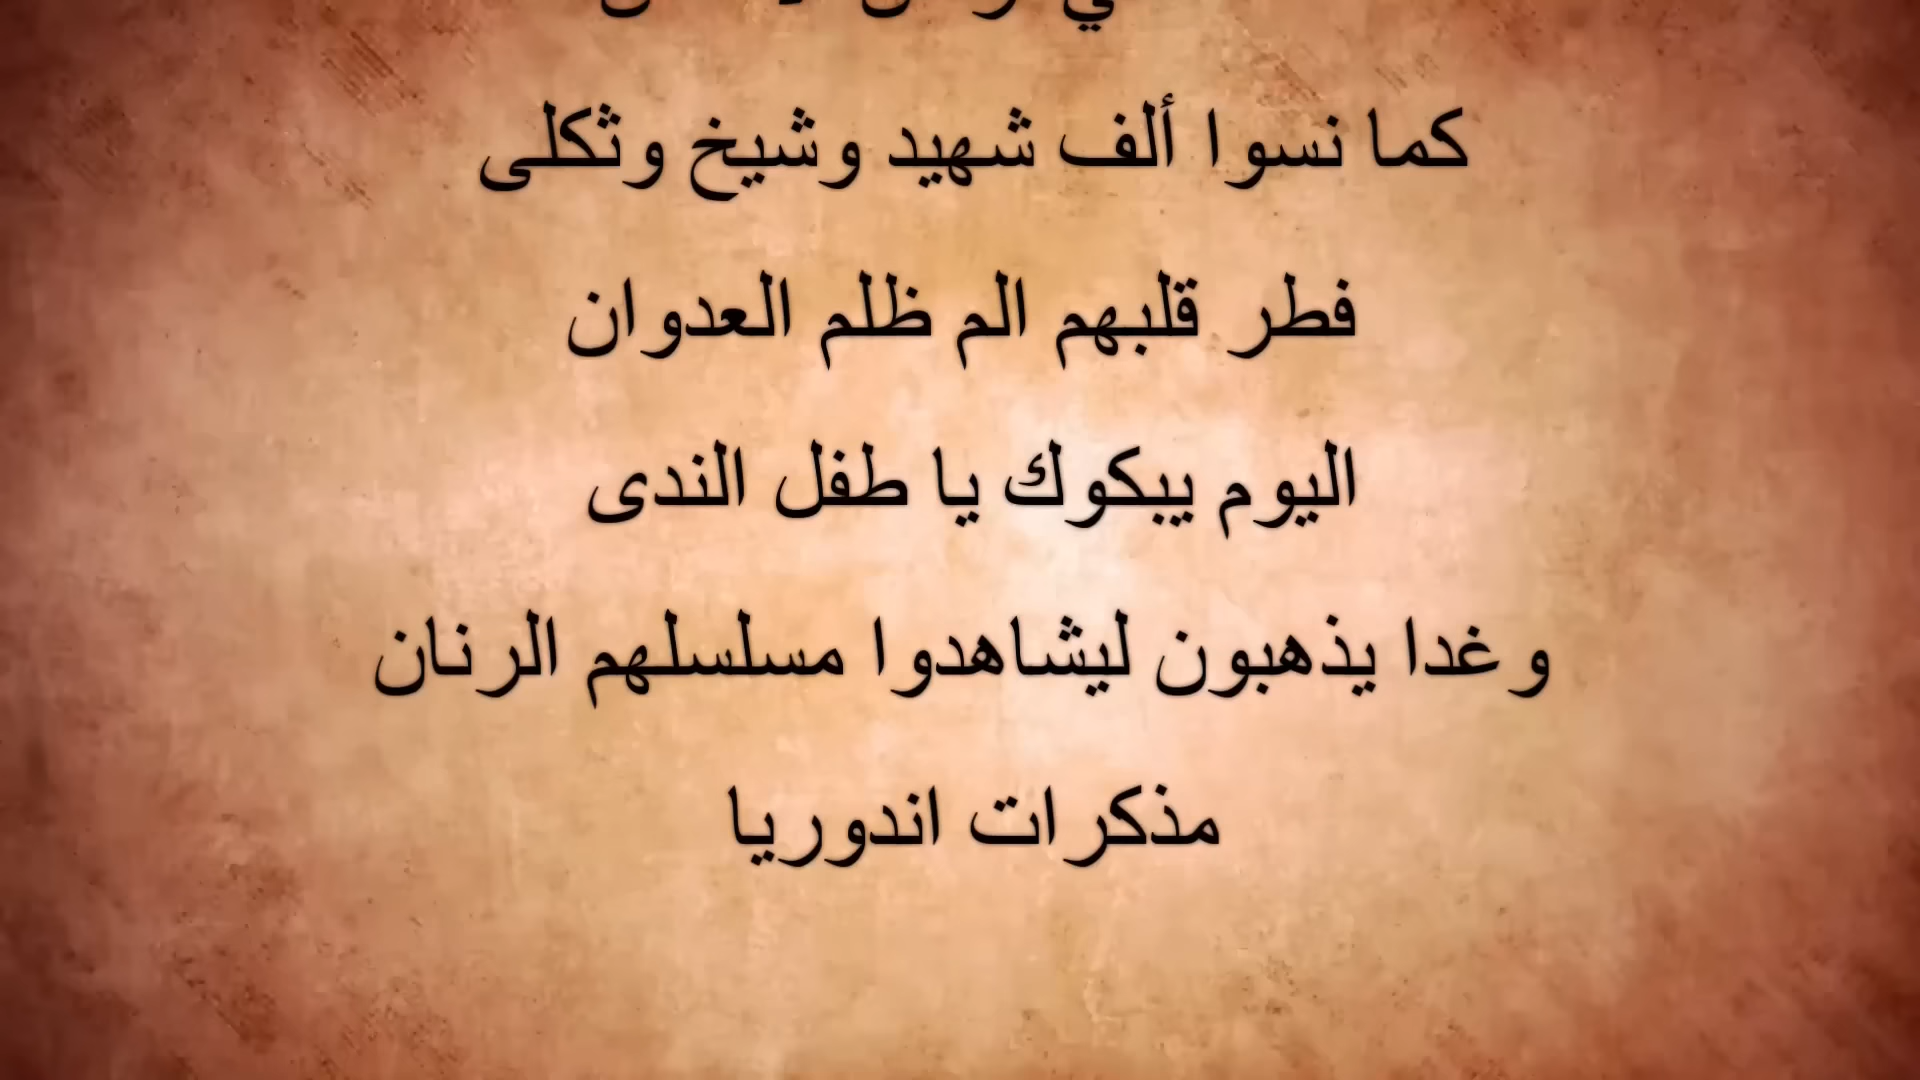 كما نسوا ألف شهيد وشيخ وثكلى
فطر قلبهم الم ظلم العدوان
اليوم يبكوك يا طفل الندى
وغدا يذهبون ليشاهدوا مسلسلهم الرنان
مذكرات اندوريا